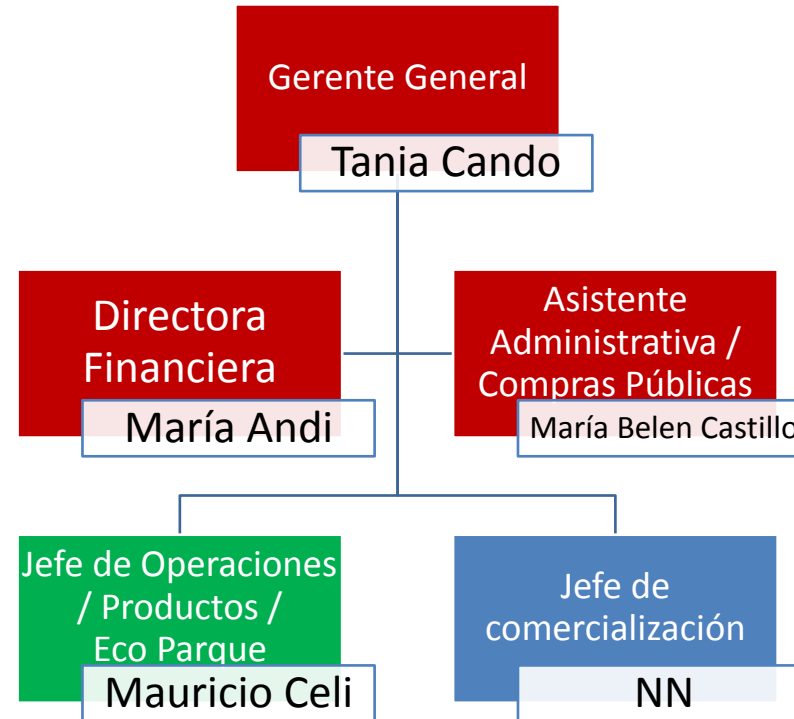 Gerente General
Tania Cando
Directora
Financiera
María Andi
Asistente
Administrativa /
Compras Públicas
María Belen Castillo
Jefe de Operaciones
/ Productos /
Eco Parque
Mauricio Celi
Jefe de
comercialización
NN